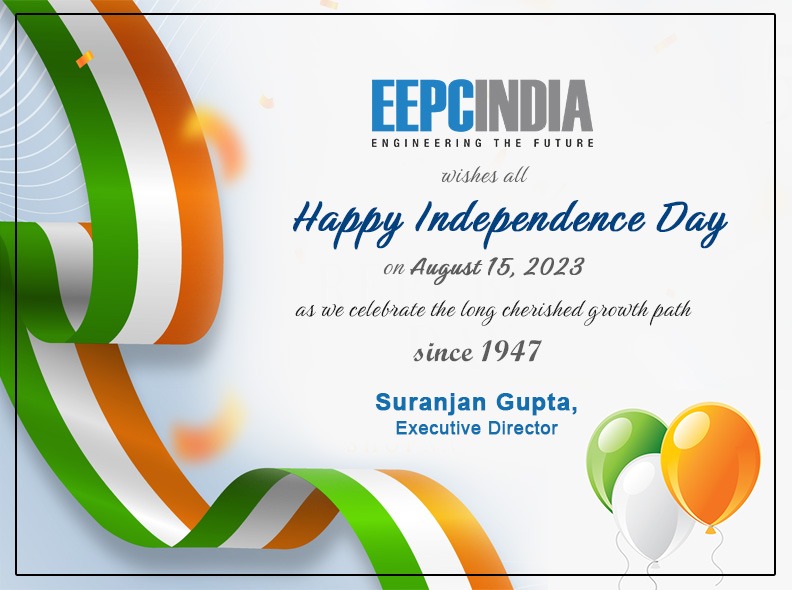 EEPCINDIA
ENGINEERING THE FUTURE
wishes all
Happy Independence Day
on August 15, 2023
as we celebrate the long cherished growth path
since 1947
Suranjan Gupta,
Executive Director